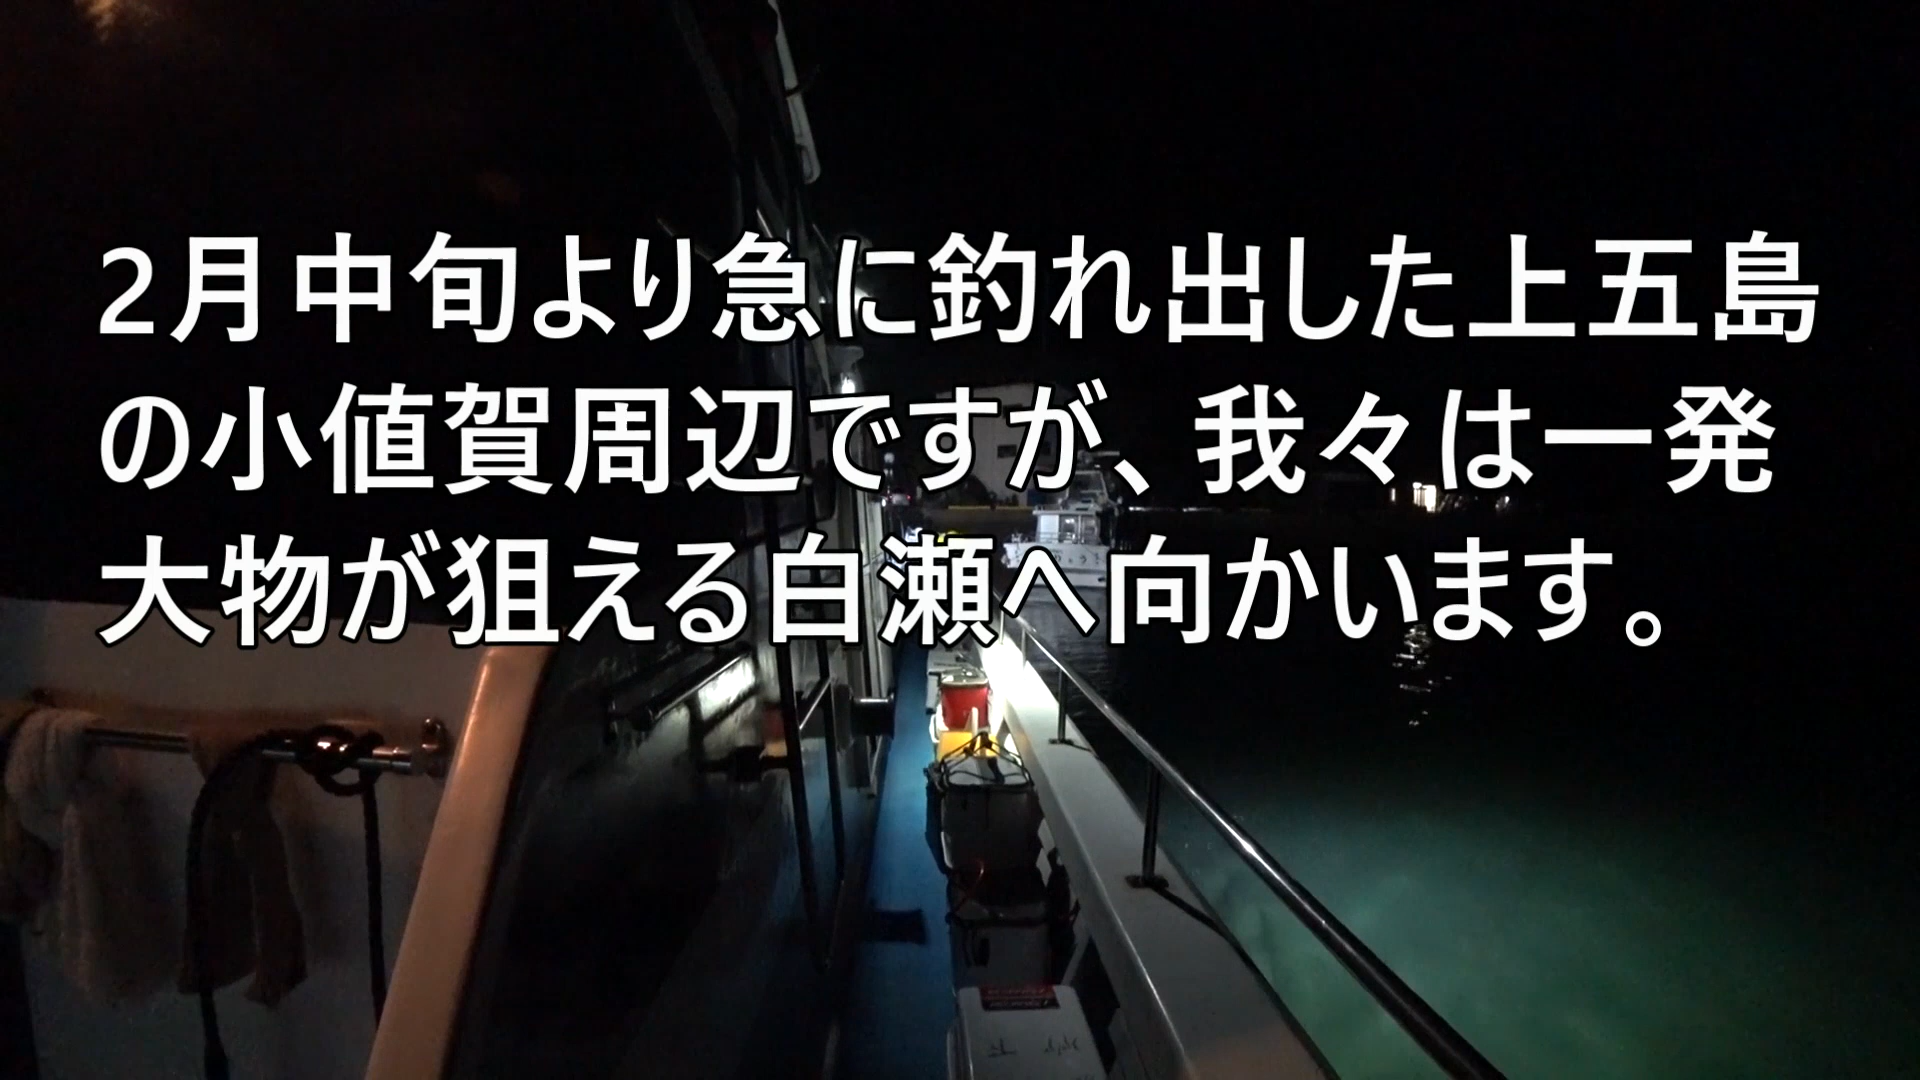 2月中旬より急に釣れ出した上五島
の小値賀周辺ですが、我々は一発
大物が狙える白瀬へ向かいます。